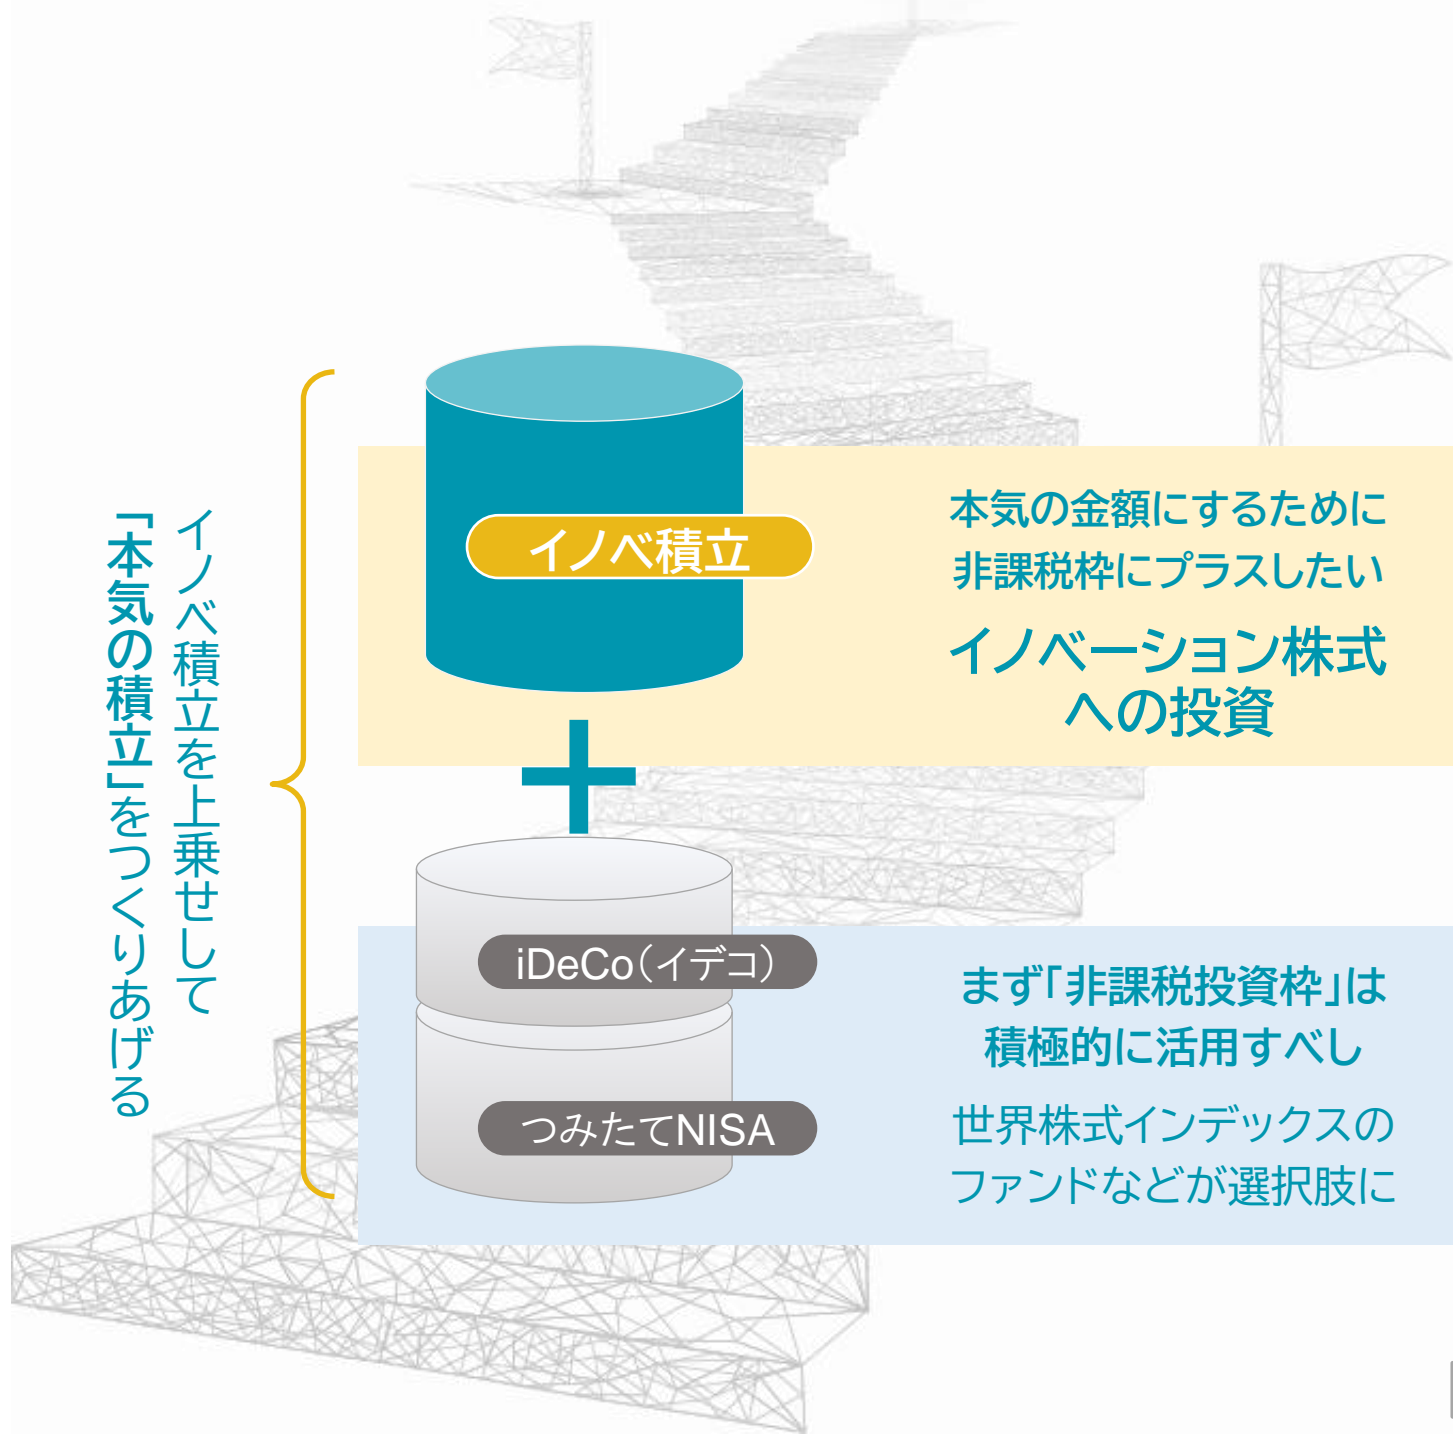 イノベ積立を上乗せして
「本気の積立」をつくりあげる
イノベ積立
本気の金額にするために
非課税枠にプラスしたい
イノベーション株式
への投資
+
iDeCo(イデコ)
つみたてNISA
まず「非課税投資枠」は
積極的に活用すべし
世界株式インデックスの
ファンドなどが選択肢に